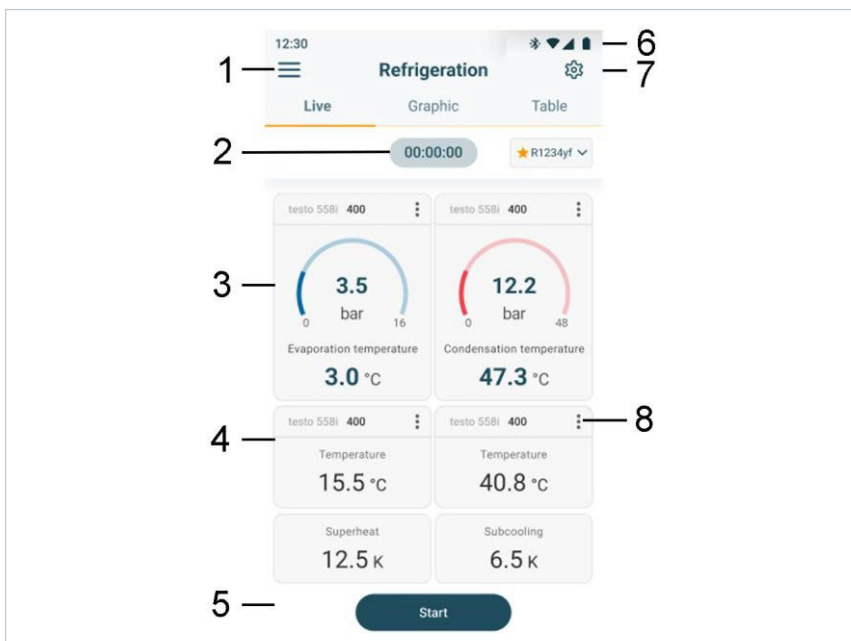 12:30
6
1
Refrigeration
7
Live Graphic Table
2
00:00:00
R1234yf
testo 558i 400 testo 558i 400
3
3.5 12.2
bar bar
0 16 0 48
Evaporation temperature Condensation temperature
3.0 °C 47.3 °C
4
testo 558i 400 testo 558i 400
8
Temperature Temperature
15.5 °C 40.8 °C
Superheat Subcooling
12.5 K 6.5 K
5
Start